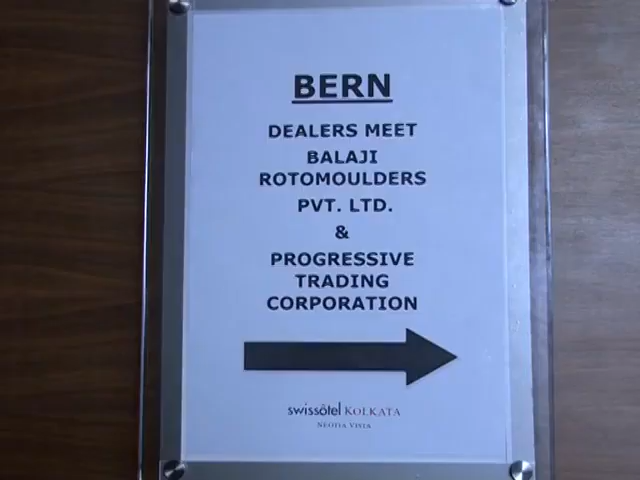 BERN
DEALERS MEET
BALAJI
ROTOMOULDERS
PVT. LTD.
&
PROGRESSIVE
TRADING
CORPORATION
swissôtel KOLKATA
NEOTIA VISTA